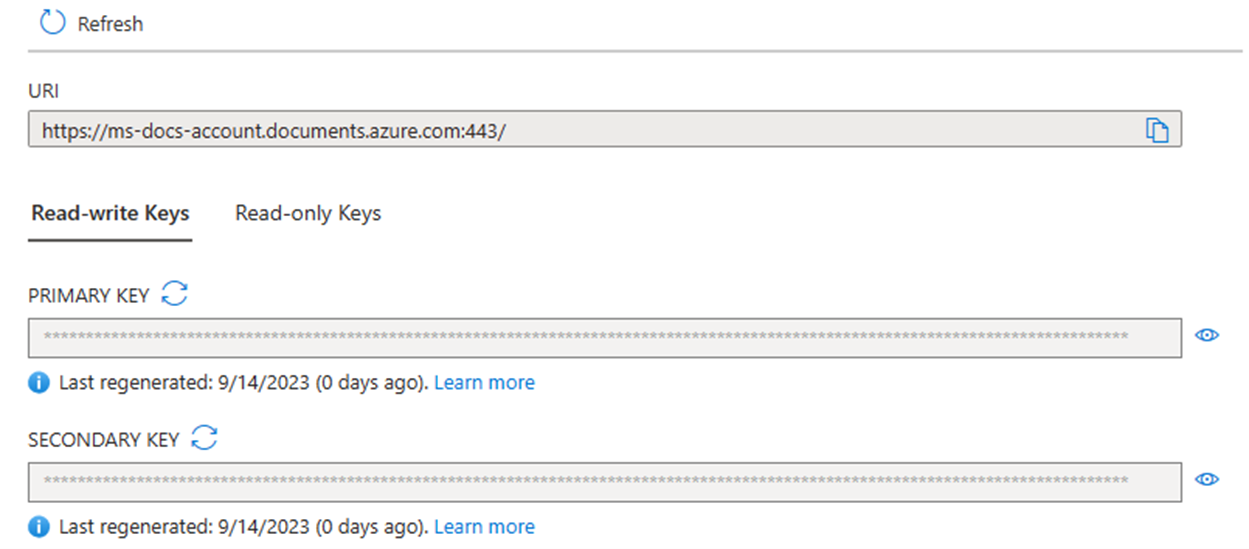 Refresh
URI
https://ms-docs-account.documents.azure.com:443/
Read-write Keys Read-only Keys
PRIMARY KEY
************************************************************************************************************************************
Last regenerated: 9/14/2023 (0 days ago). Learn more
SECONDARY KEY
************************************************************************************************************************************
Last regenerated: 9/14/2023 (0 days ago). Learn more